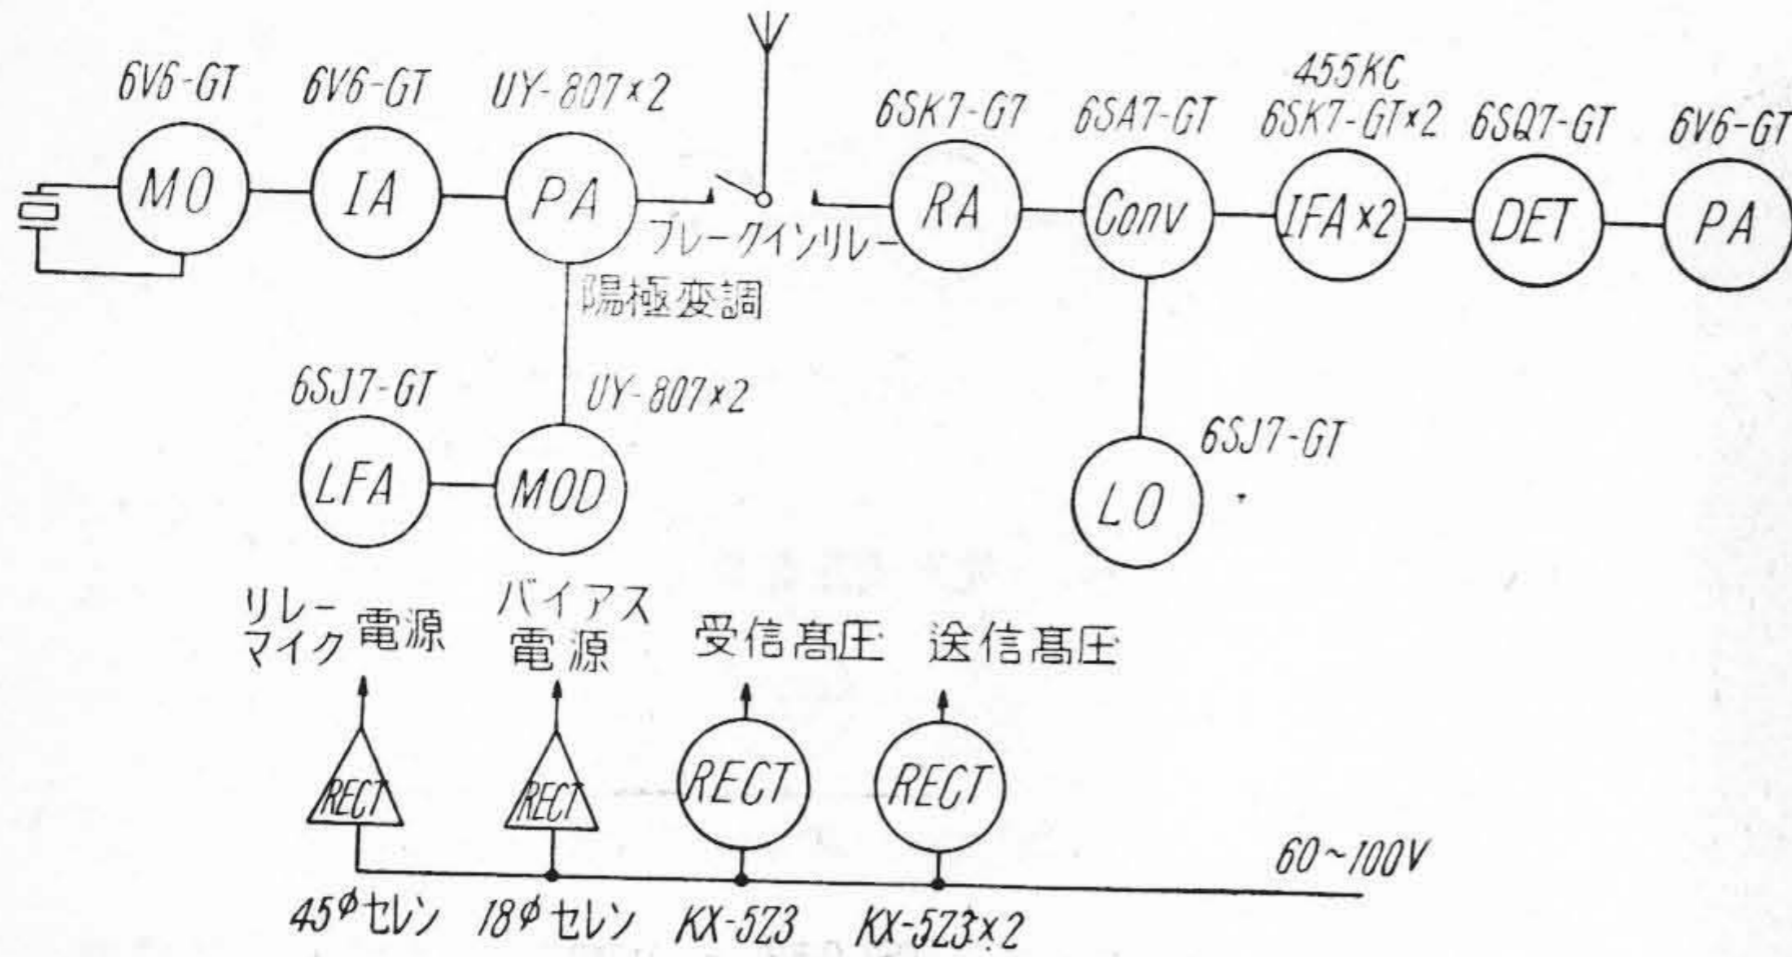 6V6-GT
6V6-GT
UY-807×2
MO
IA
PA
ブレークインリレー
陽極変調
6SJ7-GT
UY-807×2
LFA
MOD
6SK7-G7
6SA7-GT
455KC
6SK7-GT×2
6SQ7-GT
6V6-GT
RA
Conv
IFA×2
DET
PA
6SJ7-GT
LO
リレー
マイク
電源
バイアス
電源
受信髙圧
送信髙圧
RECT
RECT
RECT
RECT
60~100V
45φセレン
18φセレン
KX-5Z3
KX-5Z3×2